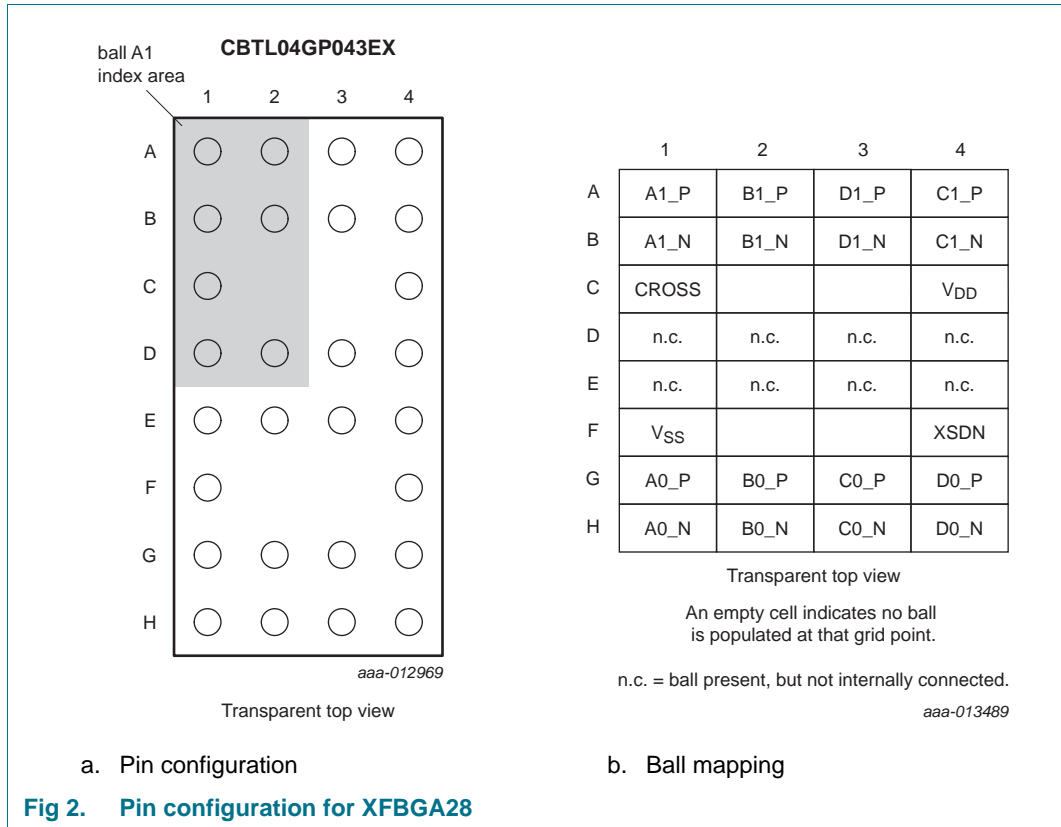 ball A1
index area
CBTL04GP043EX
1 2 3 4
A
B
C
D
E
F
G
H
aaa-012969
Transparent top view
1 2 3 4
A A1_P B1_P D1_P C1_P
B A1_N B1_N D1_N C1_N
C CROSS VDD
D n.c. n.c. n.c. n.c.
E n.c. n.c. n.c. n.c.
F VSS XSDN
G A0_P B0_P C0_P D0_P
H A0_N B0_N C0_N D0_N
Transparent top view
An empty cell indicates no ball
is populated at that grid point.
n.c. = ball present, but not internally connected.
aaa-013489
a. Pin configuration
b. Ball mapping
Fig 2. Pin configuration for XFBGA28